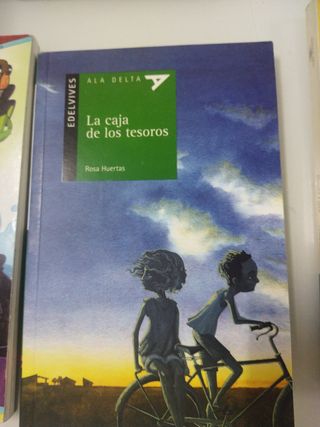 EDELVIVES
ALA DELTA
La caja
de los tesoros
Rosa Huertas